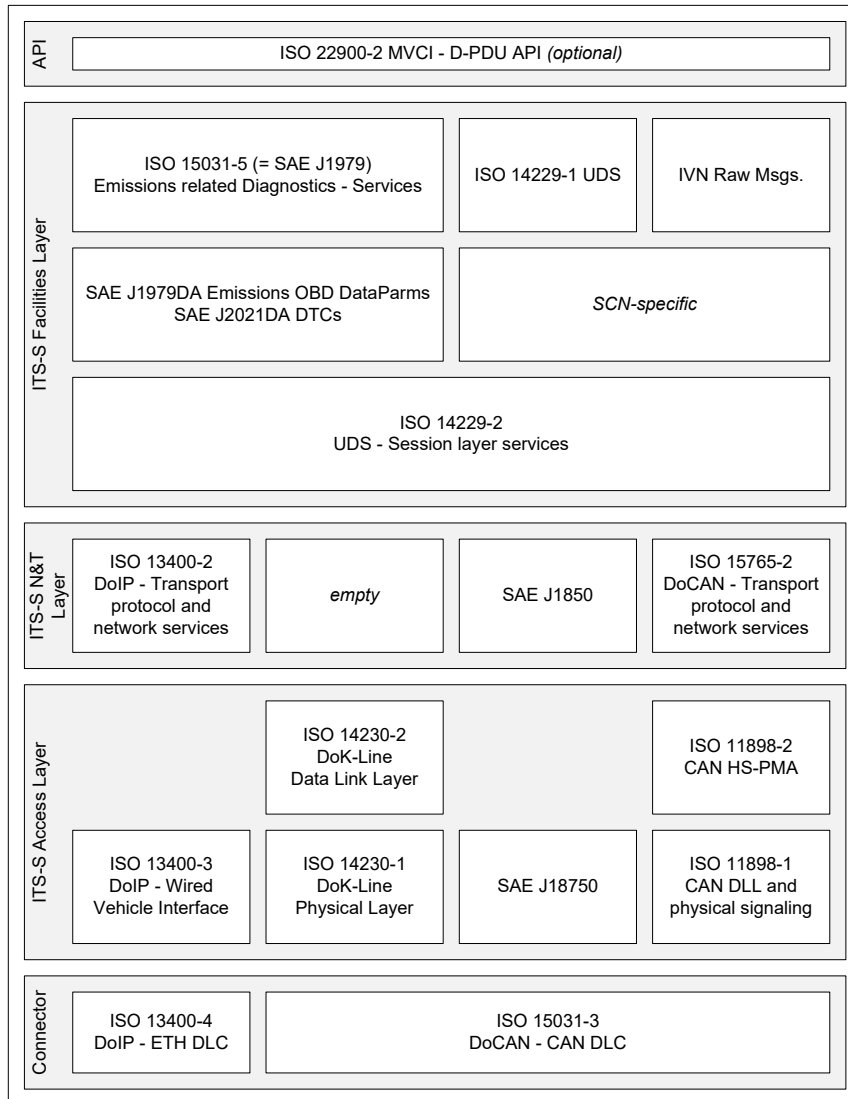 API
ISO 22900-2 MVCI - D-PDU API (optional)
ITS-S Facilities Layer
ISO 15031-5 (= SAE J1979)
Emissions related Diagnostics - Services
ISO 14229-1 UDS
IVN Raw Msgs.
SAE J1979DA Emissions OBD DataParms
SAE J2021DA DTCs
SCN-specific
ISO 14229-2
UDS - Session layer services
ITS-S N&T
Layer
ISO 13400-2
DoIP - Transport
protocol and
network services
empty
SAE J1850
ISO 15765-2
DoCAN - Transport
protocol and
network services
ITS-S Access Layer
ISO 14230-2
DoK-Line
Data Link Layer
ISO 11898-2
CAN HS-PMA
ISO 13400-3
DoIP - Wired
Vehicle Interface
ISO 14230-1
DoK-Line
Physical Layer
SAE J18750
ISO 11898-1
CAN DLL and
physical signaling
Connector
ISO 13400-4
DoIP - ETH DLC
ISO 15031-3
DoCAN - CAN DLC